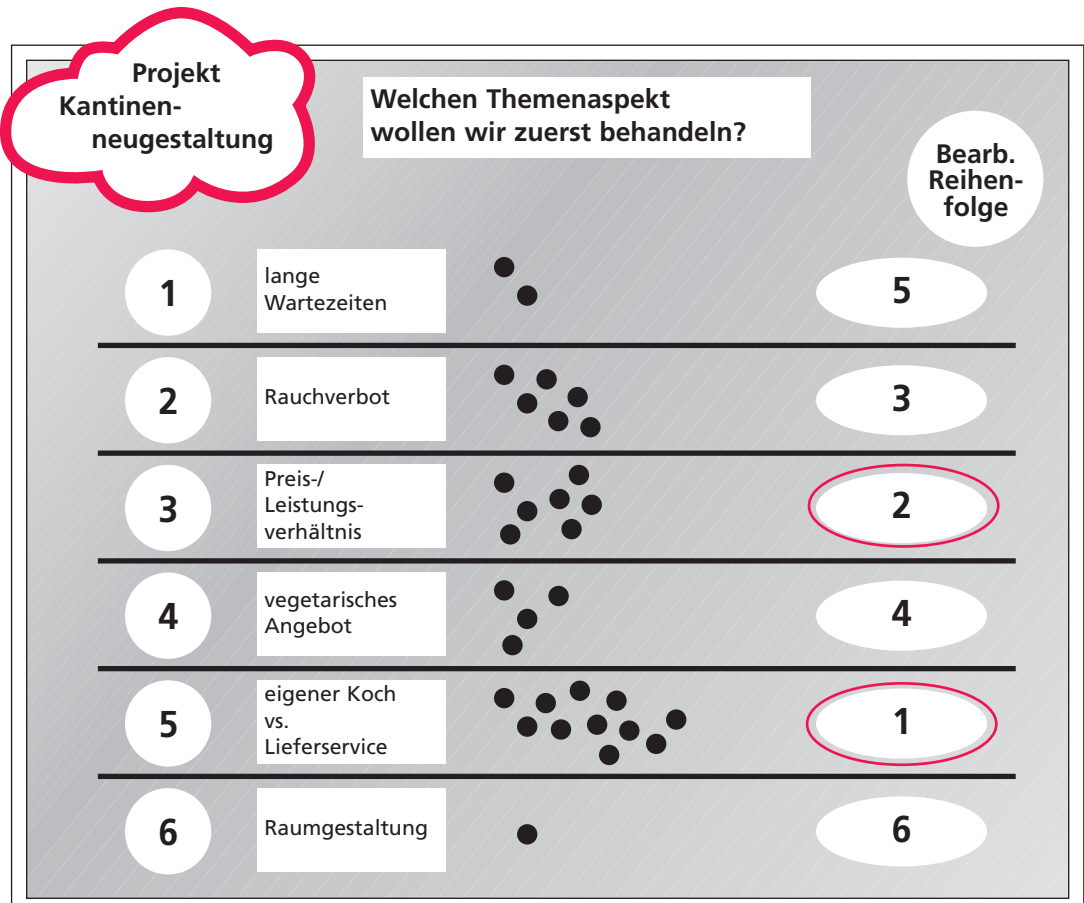 Projekt
Kantinen-
neugestaltung
Welchen Themenaspekt
wollen wir zuerst behandeln?
Bearb.
Reihen-
folge
1
lange
Wartezeiten
5
2
Rauchverbot
3
3
Preis-/
Leistungs-
verhältnis
2
4
vegetarisches
Angebot
4
5
eigener Koch
vs.
Lieferservice
1
6
Raumgestaltung
6